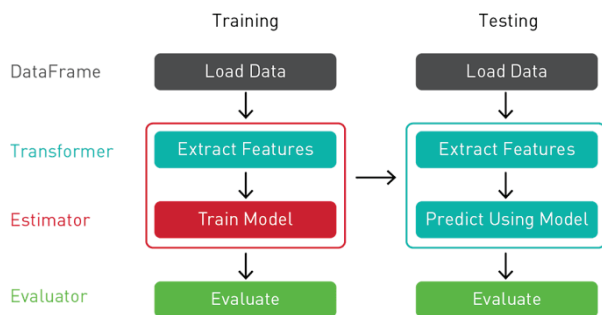 Training
Testing
DataFrame
Load Data
Load Data
Transformer
Extract Features
Extract Features
Estimator
Train Model
Predict Using Model
Evaluator
Evaluate
Evaluate